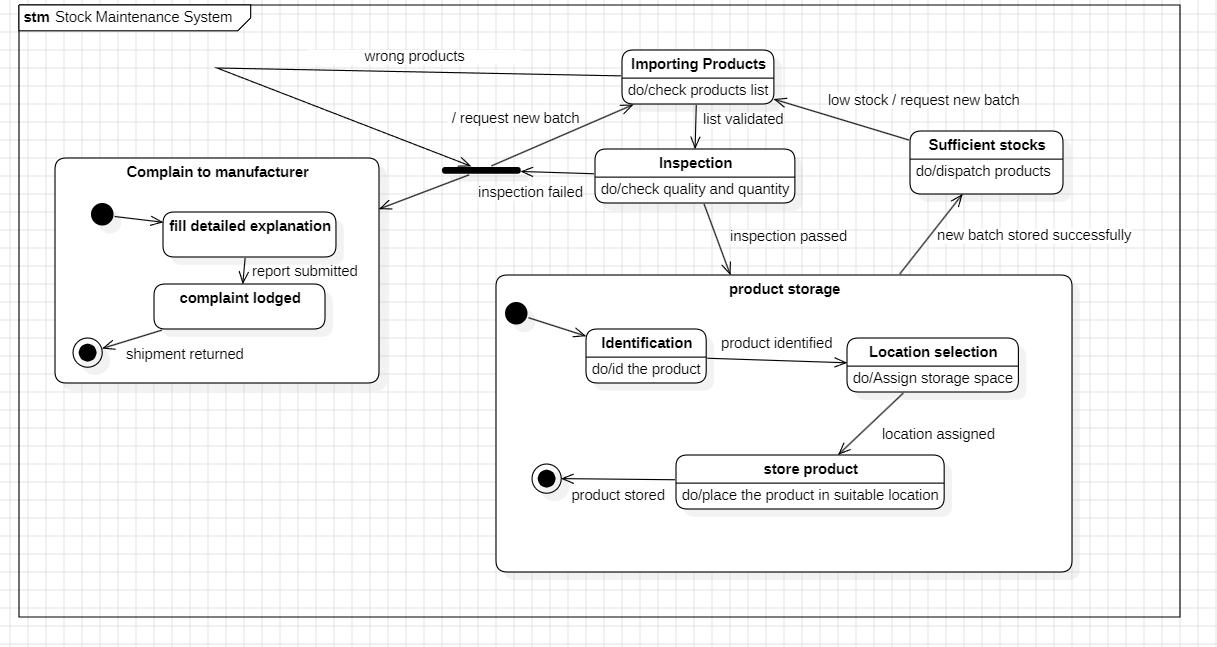 stm Stock Maintenance System
wrong products
Importing Products
do/check products list
low stock / request new batch
/ request new batch
list validated
Sufficient stocks
do/dispatch products
Inspection
do/check quality and quantity
inspection failed
Complain to manufacturer
fill detailed explanation
report submitted
complaint lodged
shipment returned
inspection passed
new batch stored successfully
product storage
Identification
do/id the product
product identified
Location selection
do/Assign storage space
location assigned
store product
do/place the product in suitable location
product stored